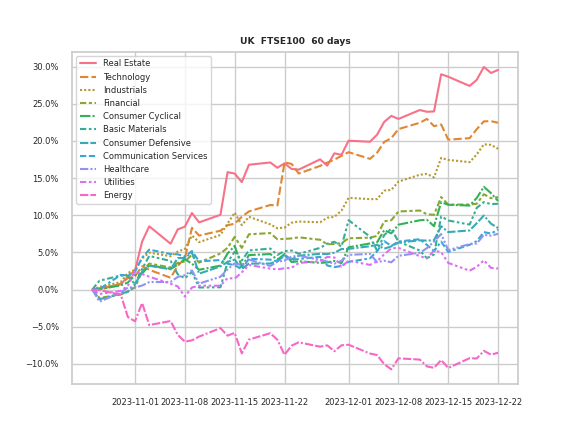 UK  FTSE100  60 days
30.0%
25.0%
20.0%
15.0%
10.0%
5.0%
0.0%
−5.0%
−10.0%
Real Estate
Technology
Industrials
Financial
Consumer Cyclical
Basic Materials
Consumer Defensive
Communication Services
Healthcare
Utilities
Energy
2023-11-01
2023-11-08
2023-11-15
2023-11-22
2023-12-01
2023-12-08
2023-12-15
2023-12-22